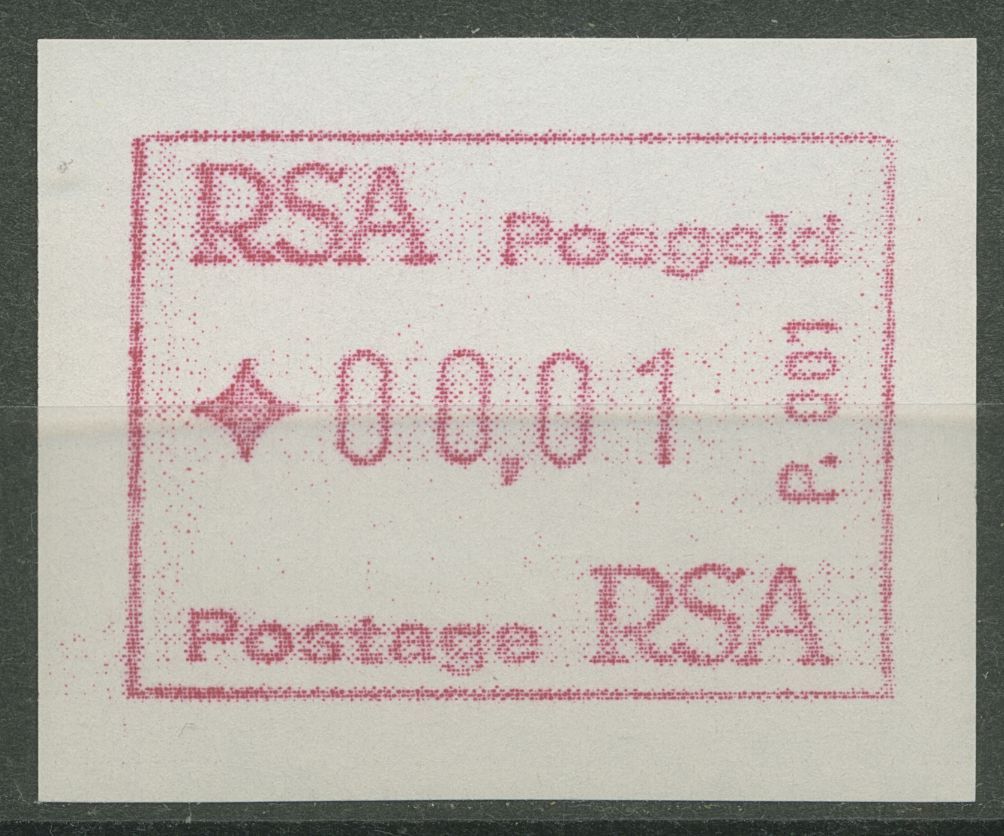 RSA Posgeld
00,01
P. 001
Postage RSA